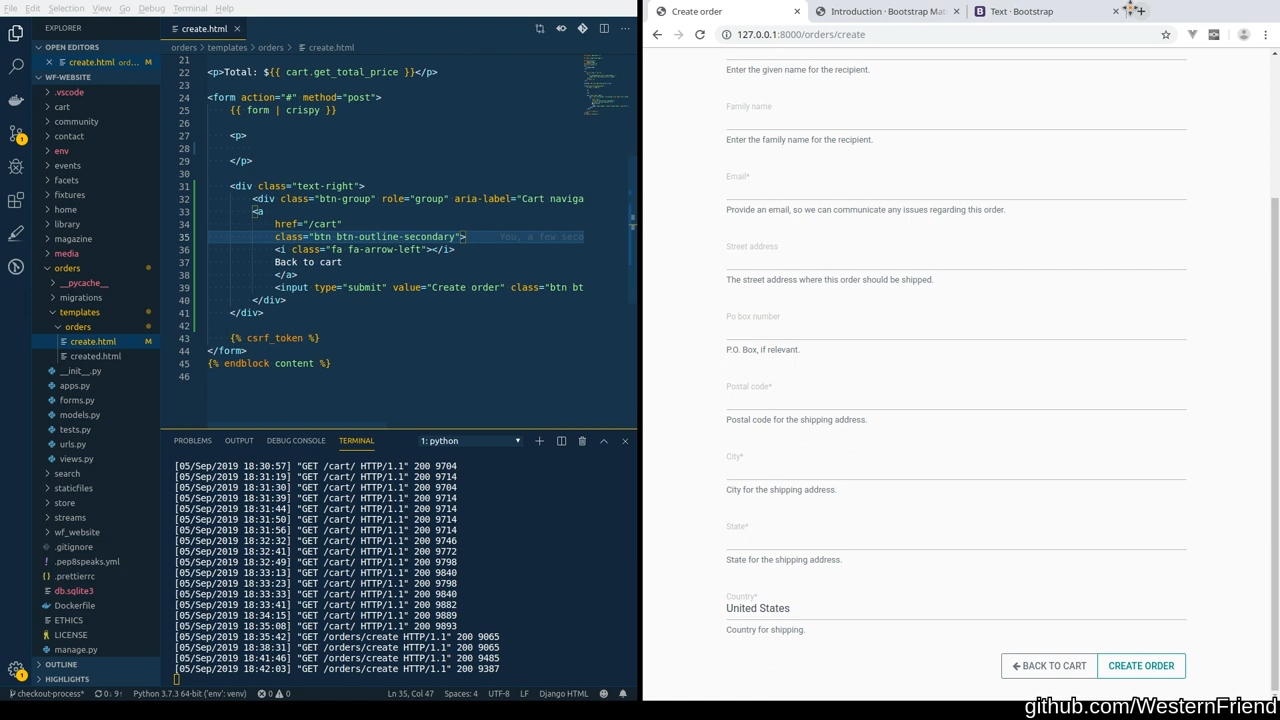 File Edit Selection View Go Debug Terminal Help
EXPLORER
OPEN EDITORS
create.html ord... M
WF-WEBSITE
.vscode
cart
community
contact
env
events
facets
fixtures
home
library
magazine
media
orders
__pycache__
migrations
templates
orders
create.html M
created.html
__init__.py
apps.py
forms.py
models.py
tests.py
urls.py
views.py
search
staticfiles
store
streams
wf_website
.gitignore
.pep8speaks.yml
.prettierrc
db.sqlite3
Dockerfile
ETHICS
LICENSE
manage.py
OUTLINE
HIGHLIGHTS
create.html
orders › templates › orders › create.html
21
22 <p>Total: ${{ cart.get_total_price }}</p>
23
24 <form action="#" method="post">
25 {{ form | crispy }}
26
27 <p>
28
29 </p>
30
31 <div class="text-right">
32 <div class="btn-group" role="group" aria-label="Cart naviga
33 <a
34 href="/cart"
35 class="btn btn-outline-secondary"> You, a few seco
36 <i class="fa fa-arrow-left"></i>
37 Back to cart
38 </a>
39 <input type="submit" value="Create order" class="btn bt
40 </div>
41 </div>
42
43 {% csrf_token %}
44 </form>
45 {% endblock content %}
46
PROBLEMS OUTPUT DEBUG CONSOLE TERMINAL 1: python
[05/Sep/2019 18:30:57] "GET /cart/ HTTP/1.1" 200 9704
[05/Sep/2019 18:31:19] "GET /cart/ HTTP/1.1" 200 9714
[05/Sep/2019 18:31:30] "GET /cart/ HTTP/1.1" 200 9704
[05/Sep/2019 18:31:39] "GET /cart/ HTTP/1.1" 200 9714
[05/Sep/2019 18:31:44] "GET /cart/ HTTP/1.1" 200 9714
[05/Sep/2019 18:31:50] "GET /cart/ HTTP/1.1" 200 9714
[05/Sep/2019 18:31:56] "GET /cart/ HTTP/1.1" 200 9714
[05/Sep/2019 18:32:32] "GET /cart/ HTTP/1.1" 200 9746
[05/Sep/2019 18:32:41] "GET /cart/ HTTP/1.1" 200 9772
[05/Sep/2019 18:32:49] "GET /cart/ HTTP/1.1" 200 9798
[05/Sep/2019 18:33:13] "GET /cart/ HTTP/1.1" 200 9840
[05/Sep/2019 18:33:23] "GET /cart/ HTTP/1.1" 200 9798
[05/Sep/2019 18:33:33] "GET /cart/ HTTP/1.1" 200 9840
[05/Sep/2019 18:33:41] "GET /cart/ HTTP/1.1" 200 9882
[05/Sep/2019 18:34:15] "GET /cart/ HTTP/1.1" 200 9889
[05/Sep/2019 18:35:08] "GET /cart/ HTTP/1.1" 200 9893
[05/Sep/2019 18:35:42] "GET /orders/create HTTP/1.1" 200 9065
[05/Sep/2019 18:38:31] "GET /orders/create HTTP/1.1" 200 9065
[05/Sep/2019 18:41:46] "GET /orders/create HTTP/1.1" 200 9485
[05/Sep/2019 18:42:03] "GET /orders/create HTTP/1.1" 200 9387
1 1 checkout-process* 0↓ 9↑ Python 3.7.3 64-bit ('env': venv) 0 0 Ln 35, Col 47 Spaces: 4 UTF-8 LF Django HTML
Create order Introduction · Bootstrap Mat Text · Bootstrap
127.0.0.1:8000/orders/create
Enter the given name for the recipient.
Family name
Enter the family name for the recipient.
Email*
Provide an email, so we can communicate any issues regarding this order.
Street address
The street address where this order should be shipped.
Po box number
P.O. Box, if relevant.
Postal code*
Postal code for the shipping address.
City*
City for the shipping address.
State*
State for the shipping address.
Country*
United States
Country for shipping.
BACK TO CART CREATE ORDER
github.com/WesternFriend